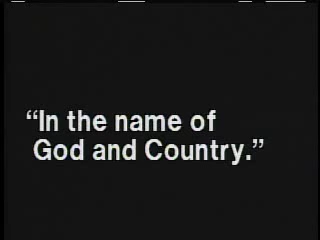 “In the name of
God and Country.”